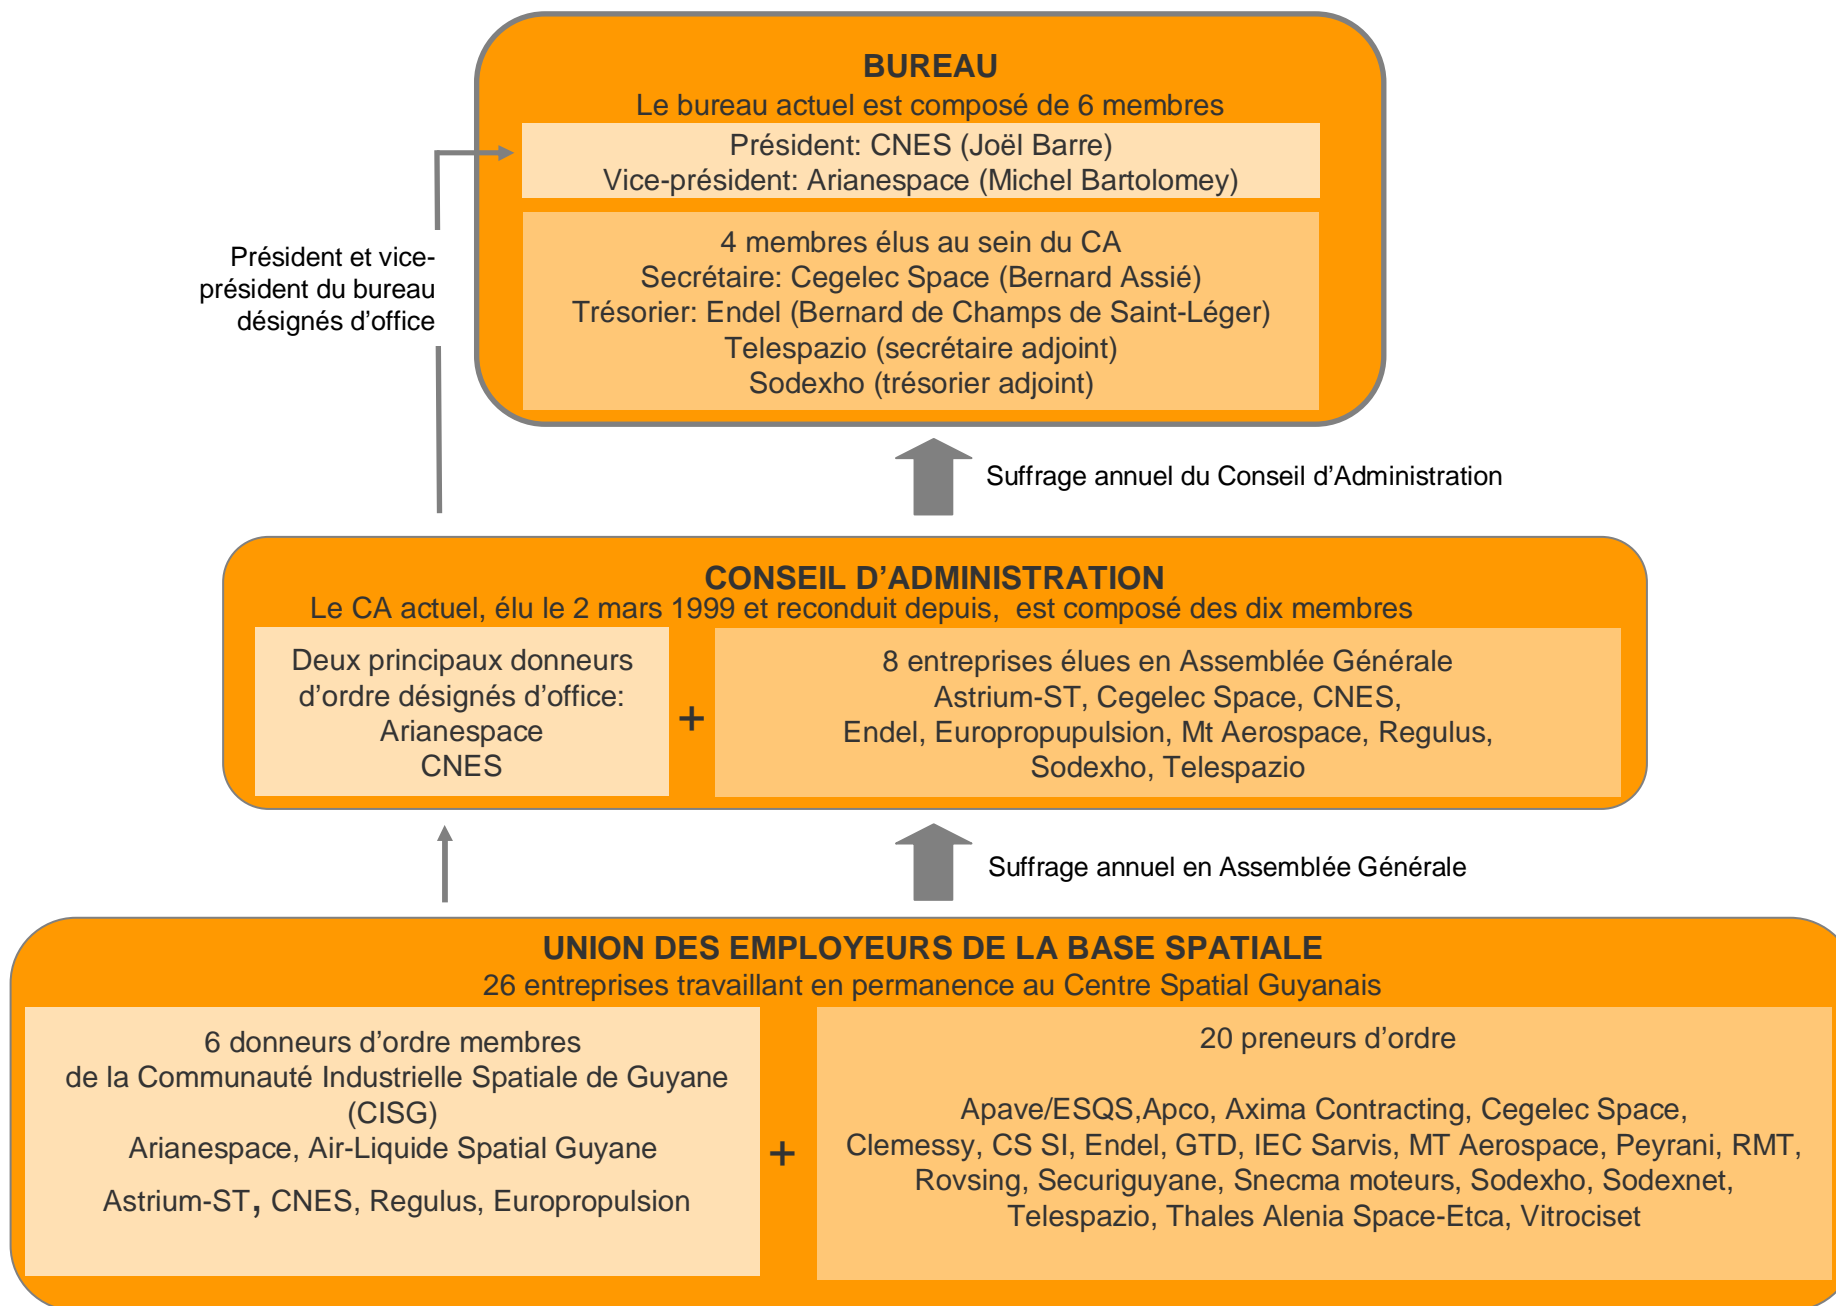 BUREAU
Le bureau actuel est composé de 6 membres
Président: CNES (Joël Barre)
Vice-président: Arianespace (Michel Bartolomey)
4 membres élus au sein du CA
Secrétaire: Cegelec Space (Bernard Assié)
Trésorier: Endel (Bernard de Champs de Saint-Léger)
Telespazio (secrétaire adjoint)
Sodexho (trésorier adjoint)
Président et vice-
président du bureau
désignés d’office
Suffrage annuel du Conseil d’Administration
CONSEIL D’ADMINISTRATION
Le CA actuel, élu le 2 mars 1999 et reconduit depuis, est composé des dix membres
Deux principaux donneurs
d’ordre désignés d’office:
Arianespace
CNES
+
8 entreprises élues en Assemblée Générale
Astrium-ST, Cegelec Space, CNES,
Endel, Europropupulsion, Mt Aerospace, Regulus,
Sodexho, Telespazio
Suffrage annuel en Assemblée Générale
UNION DES EMPLOYEURS DE LA BASE SPATIALE
26 entreprises travaillant en permanence au Centre Spatial Guyanais
6 donneurs d’ordre membres
de la Communauté Industrielle Spatiale de Guyane
(CISG)
Arianespace, Air-Liquide Spatial Guyane
Astrium-ST, CNES, Regulus, Europropulsion
+
20 preneurs d’ordre
Apave/ESQS,Apco, Axima Contracting, Cegelec Space,
Clemessy, CS SI, Endel, GTD, IEC Sarvis, MT Aerospace, Peyrani, RMT,
Rovsing, Securiguyane, Snecma moteurs, Sodexho, Sodexnet,
Telespazio, Thales Alenia Space-Etca, Vitrociset